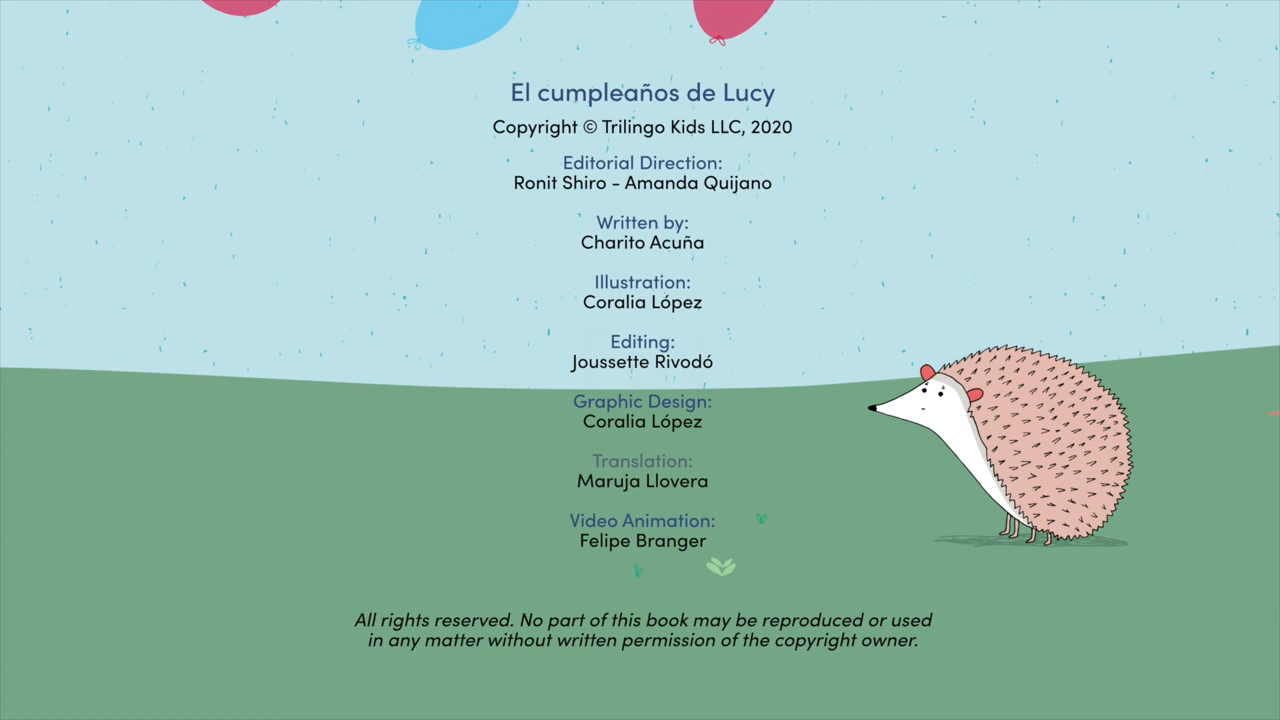 El cumpleaños de Lucy
Copyright © Trilingo Kids LLC, 2020
Editorial Direction:
Ronit Shiro - Amanda Quijano
Written by:
Charito Acuña
Illustration:
Coralia López
Editing:
Joussette Rivodó
Graphic Design:
Coralia López
Translation:
Maruja Llovera
Video Animation:
Felipe Branger
All rights reserved. No part of this book may be reproduced or used
in any matter without written permission of the copyright owner.